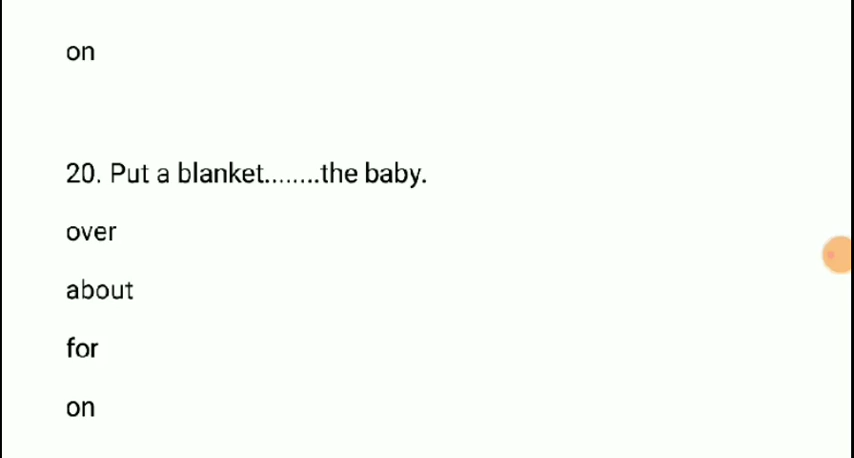 on
20. Put a blanket........the baby.
over
about
for
on